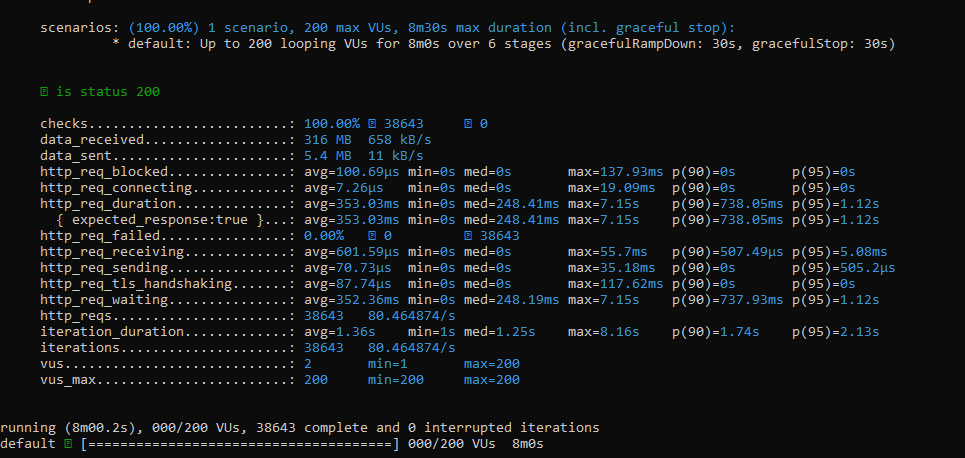 scenarios: (100.00%) 1 scenario, 200 max VUs, 8m30s max duration (incl. graceful stop):
* default: Up to 200 looping VUs for 8m0s over 6 stages (gracefulRampDown: 30s, gracefulStop: 30s)
⍰ is status 200
checks.........................: 100.00% ⍰ 38643 ⍰ 0
data_received..................: 316 MB 658 kB/s
data_sent......................: 5.4 MB 11 kB/s
http_req_blocked...............: avg=100.69µs min=0s med=0s max=137.93ms p(90)=0s p(95)=0s
http_req_connecting............: avg=7.26µs min=0s med=0s max=19.09ms p(90)=0s p(95)=0s
http_req_duration..............: avg=353.03ms min=0s med=248.41ms max=7.15s p(90)=738.05ms p(95)=1.12s
{ expected_response:true }...: avg=353.03ms min=0s med=248.41ms max=7.15s p(90)=738.05ms p(95)=1.12s
http_req_failed................: 0.00% ⍰ 0 ⍰ 38643
http_req_receiving.............: avg=601.59µs min=0s med=0s max=55.7ms p(90)=507.49µs p(95)=5.08ms
http_req_sending...............: avg=70.73µs min=0s med=0s max=35.18ms p(90)=0s p(95)=505.2µs
http_req_tls_handshaking.......: avg=87.74µs min=0s med=0s max=117.62ms p(90)=0s p(95)=0s
http_req_waiting...............: avg=352.36ms min=0s med=248.19ms max=7.15s p(90)=737.93ms p(95)=1.12s
http_reqs......................: 38643 80.464874/s
iteration_duration.............: avg=1.36s min=1s med=1.25s max=8.16s p(90)=1.74s p(95)=2.13s
iterations.....................: 38643 80.464874/s
vus............................: 2 min=1 max=200
vus_max........................: 200 min=200 max=200
running (8m00.2s), 000/200 VUs, 38643 complete and 0 interrupted iterations
default ⍰ [======================================] 000/200 VUs 8m0s